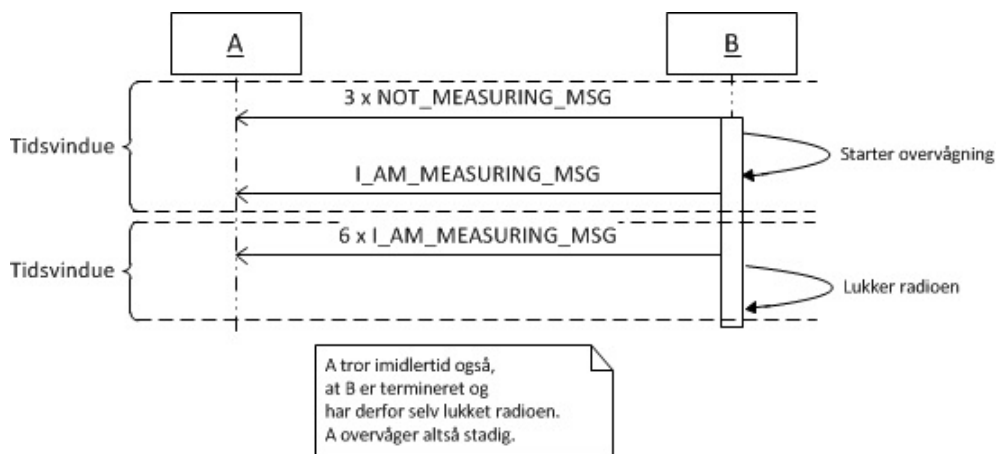 A
B
3 x NOT_MEASURING_MSG
Tidsvindue
Starter overvågning
I_AM_MEASURING_MSG
6 x I_AM_MEASURING_MSG
Tidsvindue
Lukker radioen
A tror imidlertid også,
at B er termineret og
har derfor selv lukket radioen.
A overvåger altså stadig.